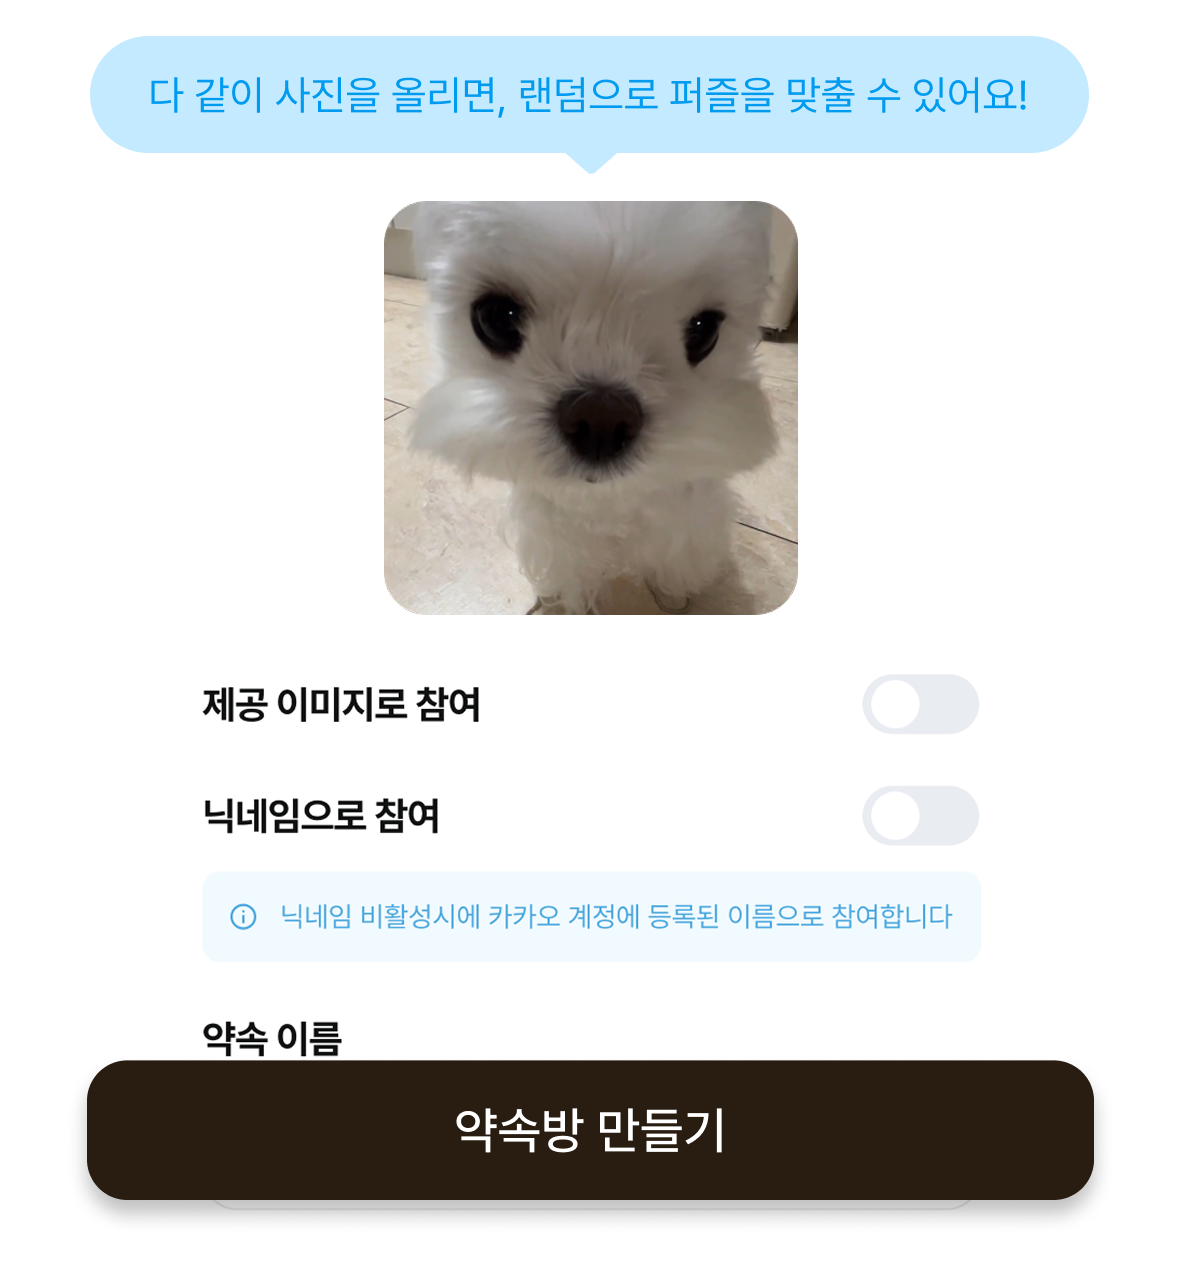 다 같이 사진을 올리면, 랜덤으로 퍼즐을 맞출 수 있어요!
제공 이미지로 참여
닉네임으로 참여
닉네임 비활성시에 카카오 계정에 등록된 이름으로 참여합니다
약속 이름
약속방 만들기